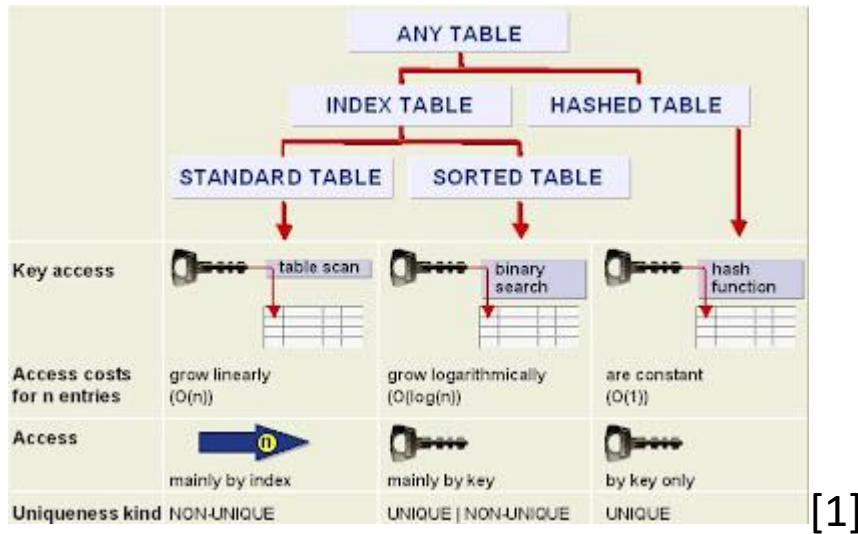 ANY TABLE
INDEX TABLE HASHED TABLE
STANDARD TABLE SORTED TABLE
Key access table scan binary search hash function
Access costs for n entries grow linearly (O(n)) grow logarithmically (O(log(n)) are constant (O(1))
Access n mainly by index mainly by key by key only
Uniqueness kind NON-UNIQUE UNIQUE | NON-UNIQUE UNIQUE
[1]